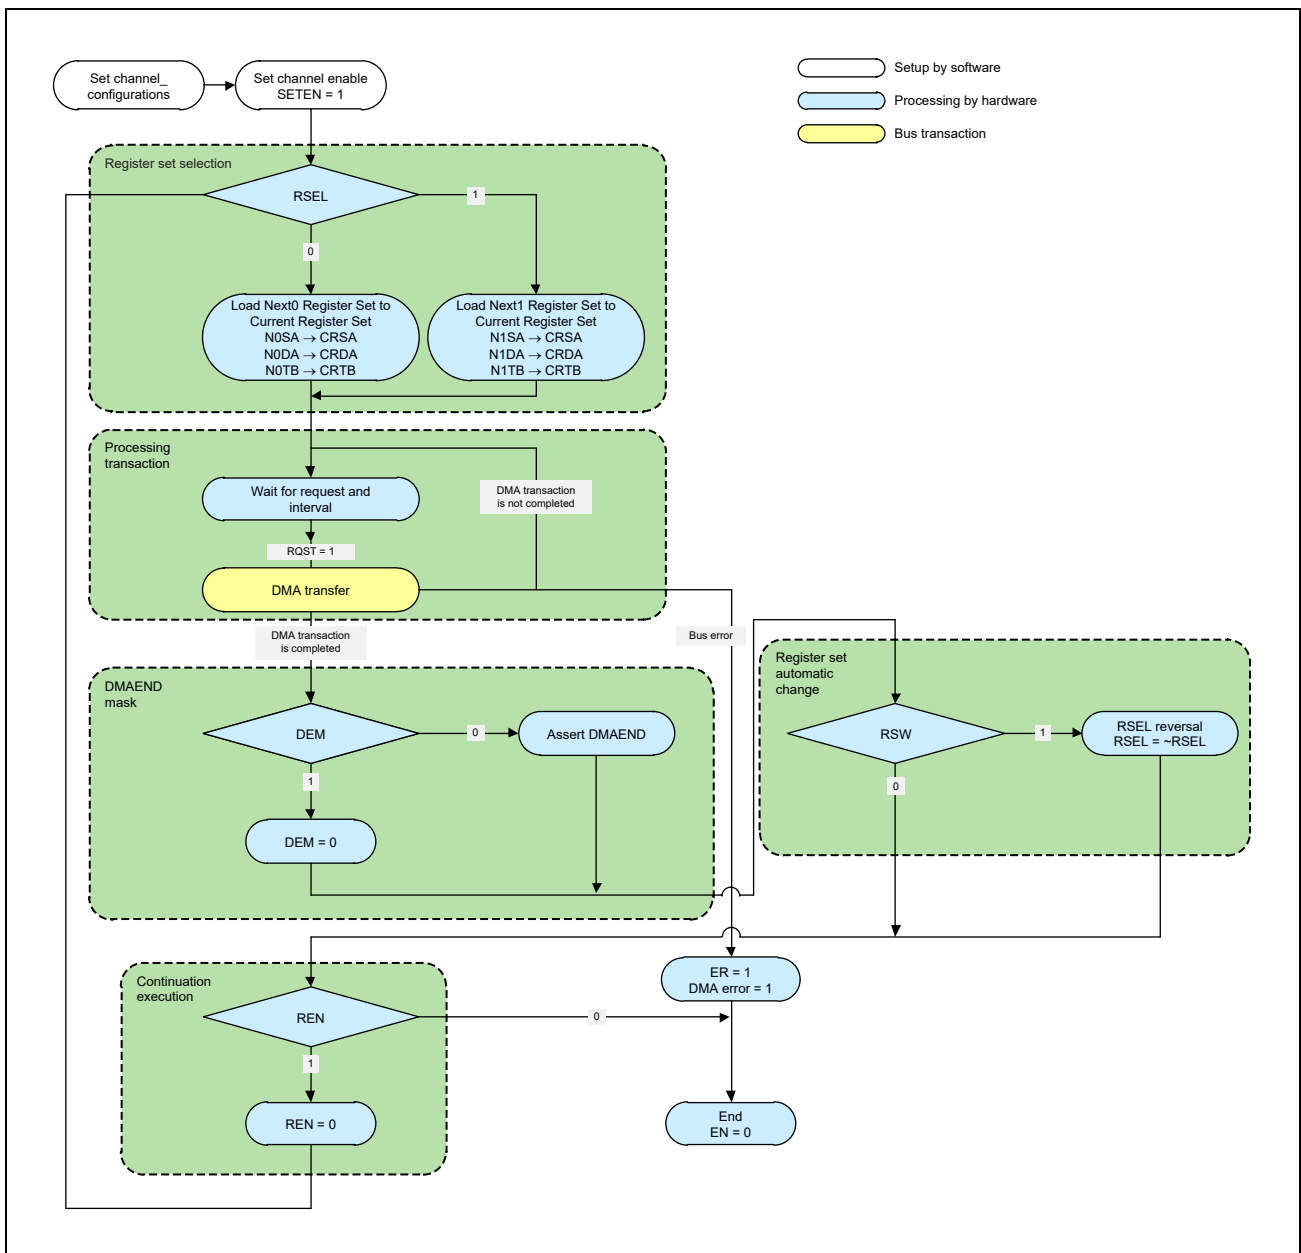 Set channel_
configurations
Set channel enable
SETEN = 1
Setup by software
Processing by hardware
Bus transaction
Register set selection
RSEL
1
0
Load Next0 Register Set to
Current Register Set
N0SA → CRSA
N0DA → CRDA
N0TB → CRTB
Load Next1 Register Set to
Current Register Set
N1SA → CRSA
N1DA → CRDA
N1TB → CRTB
Processing
transaction
Wait for request and
interval
DMA transaction
is not completed
RQST = 1
DMA transfer
DMA transaction
is completed
Bus error
Register set
automatic
change
RSW
1
RSEL reversal
RSEL = ~RSEL
0
DMAEND
mask
DEM
0
Assert DMAEND
1
DEM = 0
ER = 1
DMA error = 1
Continuation
execution
REN
0
1
REN = 0
End
EN = 0